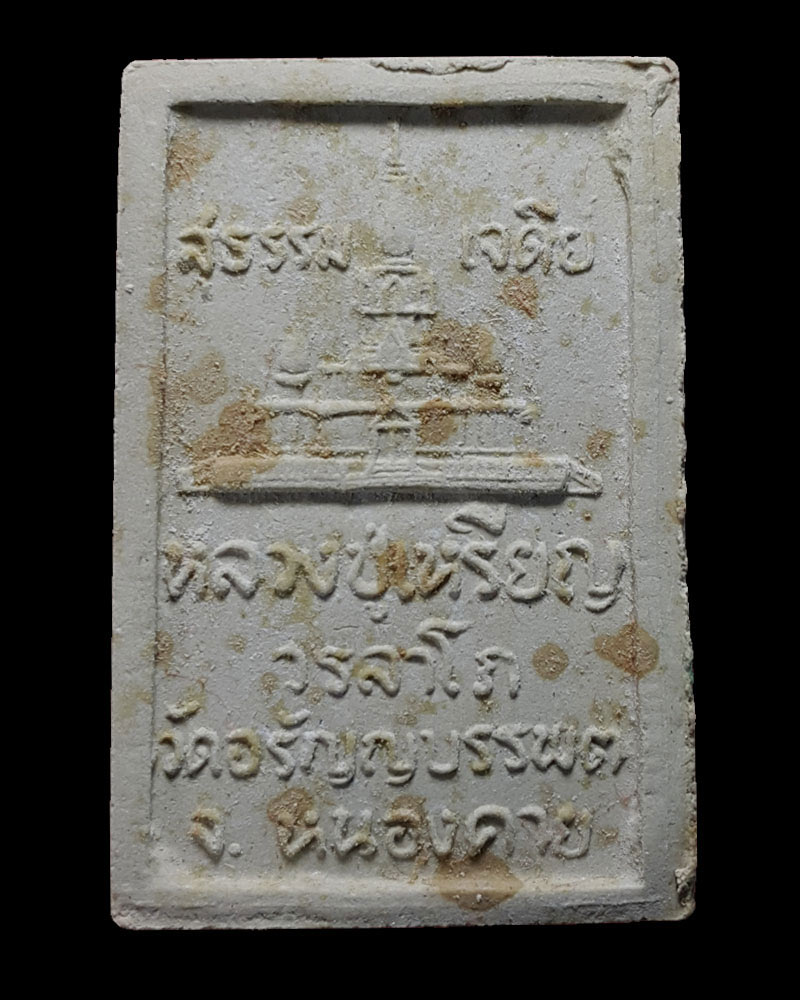 สุธรรม เจดีย
หลวงปู่เหรียญ
วรลาโภ
วัดอรัญญบรรพต
จ. หนองคาย